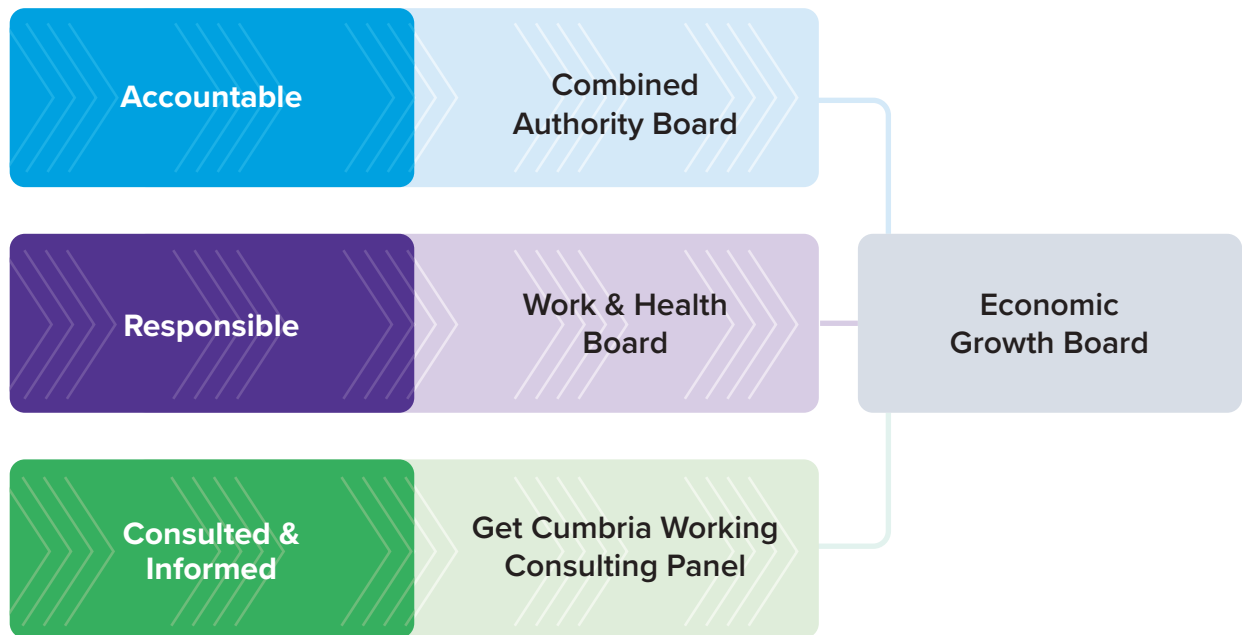 Accountable
Combined
Authority Board
Responsible
Work & Health
Board
Economic
Growth Board
Consulted &
Informed
Get Cumbria Working
Consulting Panel